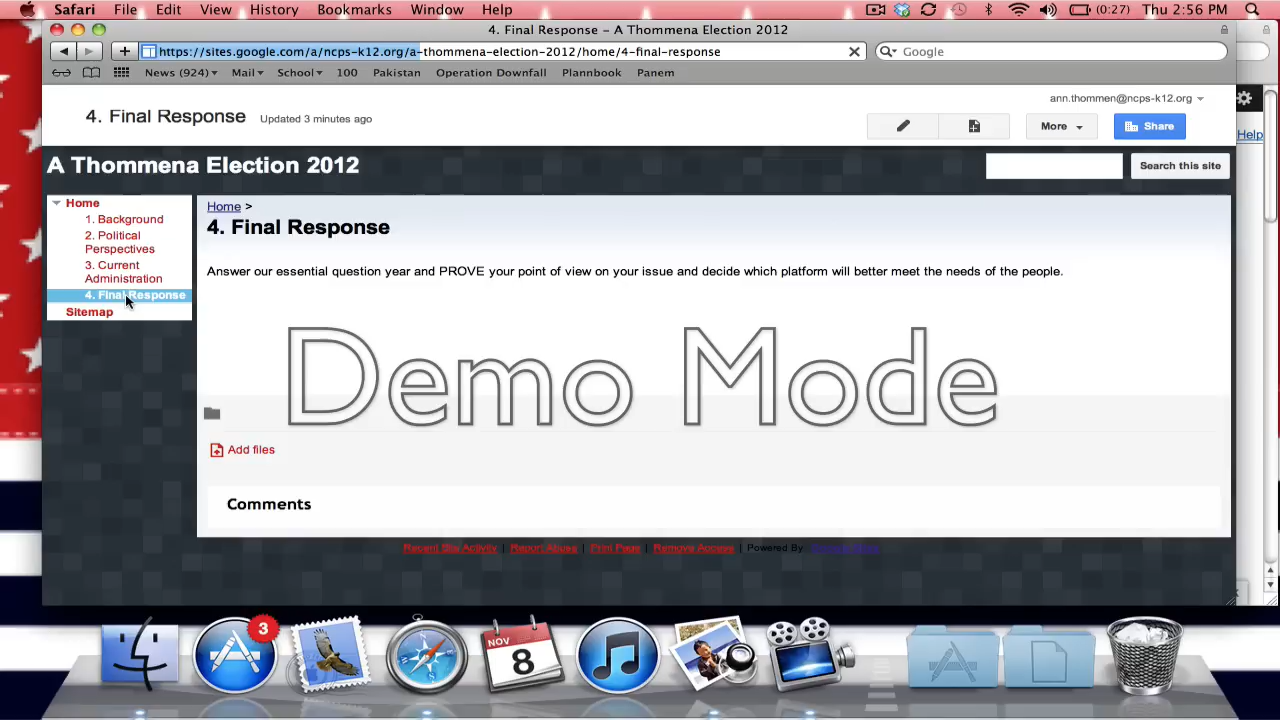 Safari File Edit View History Bookmarks Window Help (0:27) Thu 2:56 PM
4. Final Response – A Thommena Election 2012
https://sites.google.com/a/ncps-k12.org/a-thommena-election-2012/home/4-final-response Google
News (924) Mail School 100 Pakistan Operation Downfall Plannbook Panem
ann.thommen@ncps-k12.org
4. Final Response Updated 3 minutes ago
More Share
Help
A Thommena Election 2012
Search this site
Home
1. Background
2. Political
Perspectives
3. Current
Administration
4. Final Response
Sitemap
Home >
4. Final Response
Answer our essential question year and PROVE your point of view on your issue and decide which platform will better meet the needs of the people.
Demo Mode
Add files
Comments
Recent Site Activity | Report Abuse | Print Page | Remove Access | Powered By
3
NOV
8